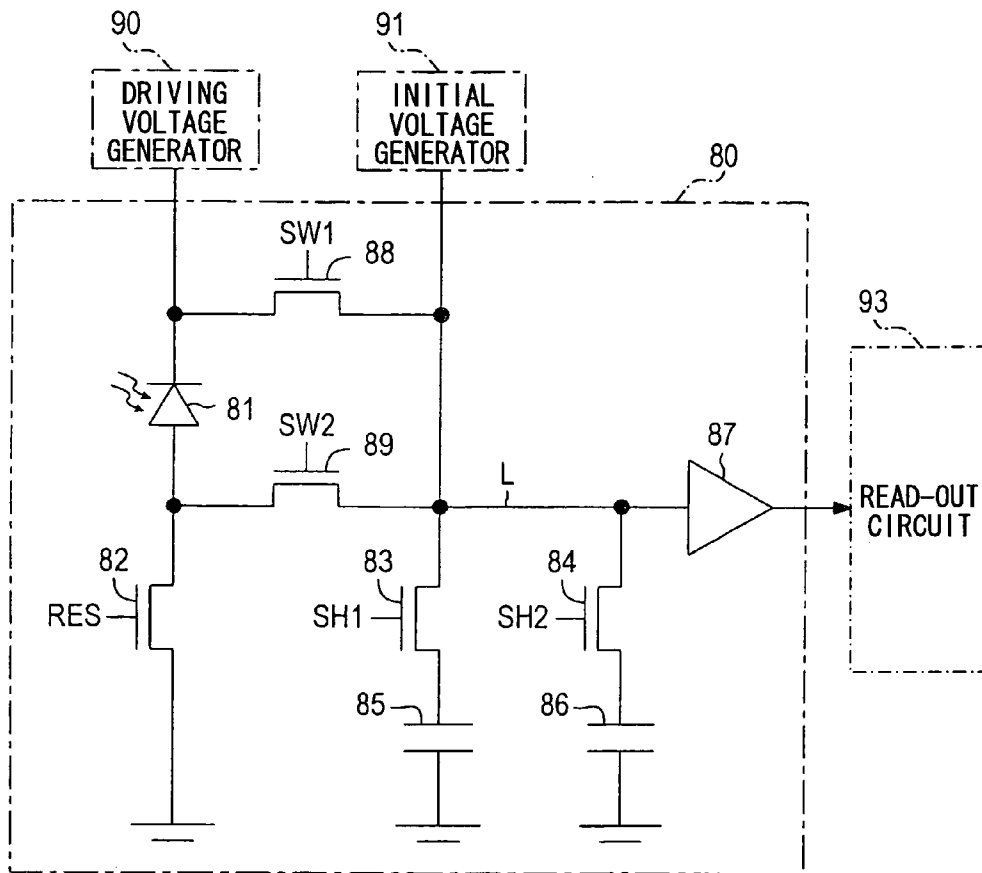 90
DRIVING
VOLTAGE
GENERATOR
91
INITIAL
VOLTAGE
GENERATOR
80
SW1
88
93
81
SW2
89
87
L
READ-OUT
CIRCUIT
82
RES
83
SH1
84
SH2
85
86